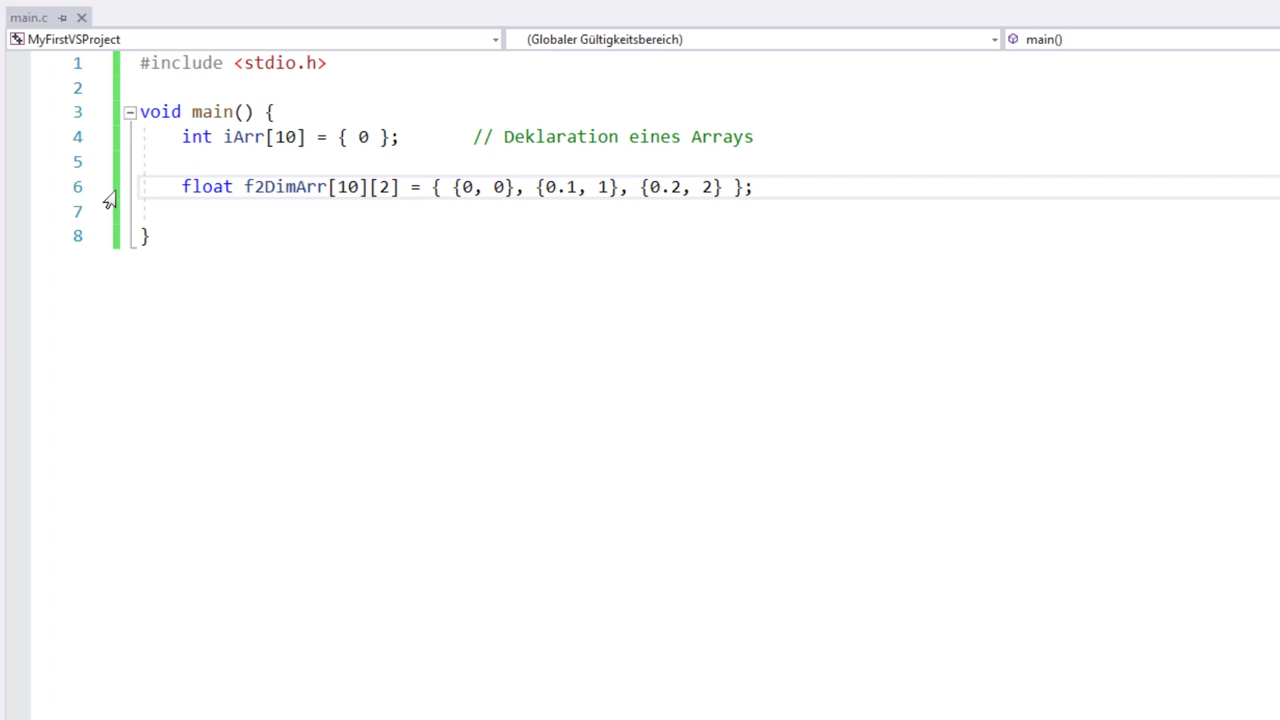 main.c
MyFirstVSProject (Globaler Gültigkeitsbereich) main()
1 #include <stdio.h>
2
3 void main() {
4 int iArr[10] = { 0 }; // Deklaration eines Arrays
5
6 float f2DimArr[10][2] = { {0, 0}, {0.1, 1}, {0.2, 2} };
7
8 }